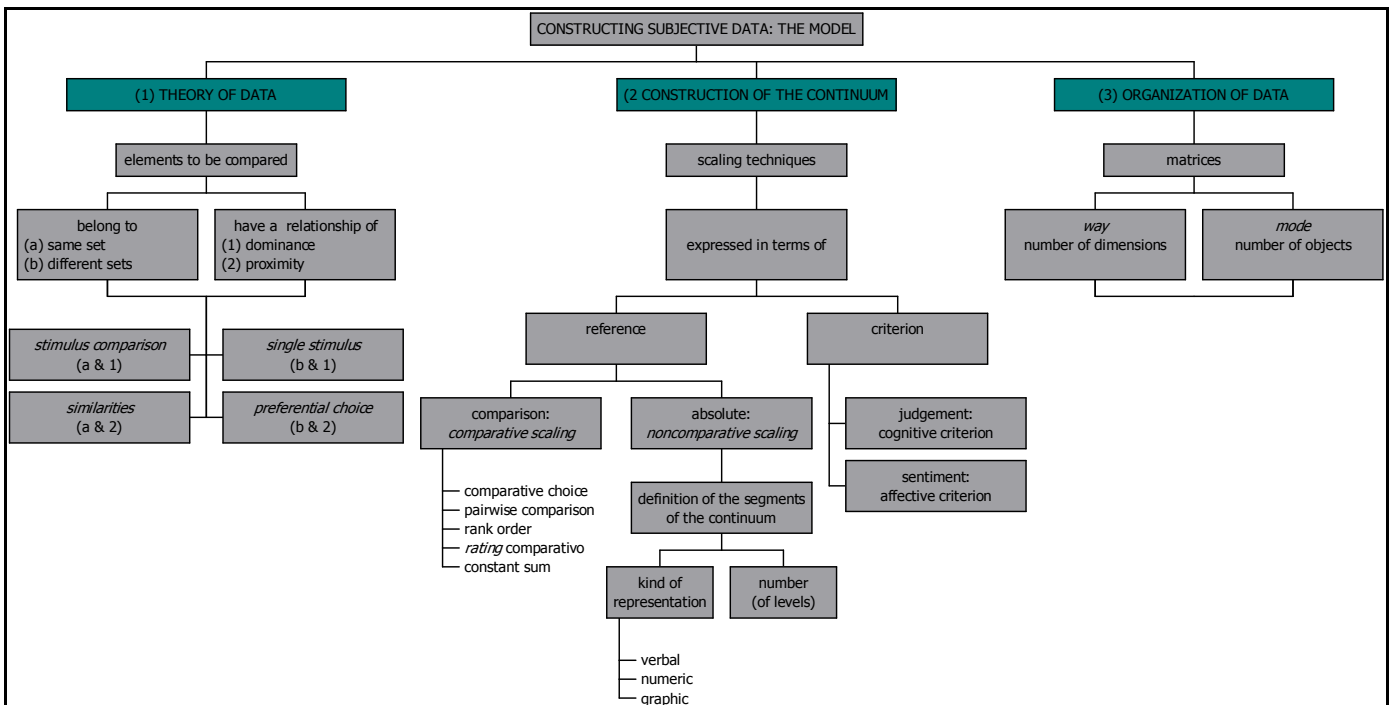 CONSTRUCTING SUBJECTIVE DATA: THE MODEL
(1) THEORY OF DATA
elements to be compared
belong to
(a) same set
(b) different sets
have a relationship of
(1) dominance
(2) proximity
stimulus comparison
(a & 1)
single stimulus
(b & 1)
similarities
(a & 2)
preferential choice
(b & 2)
(2 CONSTRUCTION OF THE CONTINUUM
scaling techniques
expressed in terms of
reference
criterion
comparison:
comparative scaling
absolute:
noncomparative scaling
judgement:
cognitive criterion
sentiment:
affective criterion
comparative choice
pairwise comparison
rank order
rating comparativo
constant sum
definition of the segments
of the continuum
kind of
representation
number
(of levels)
verbal
numeric
graphic
(3) ORGANIZATION OF DATA
matrices
way
number of dimensions
mode
number of objects